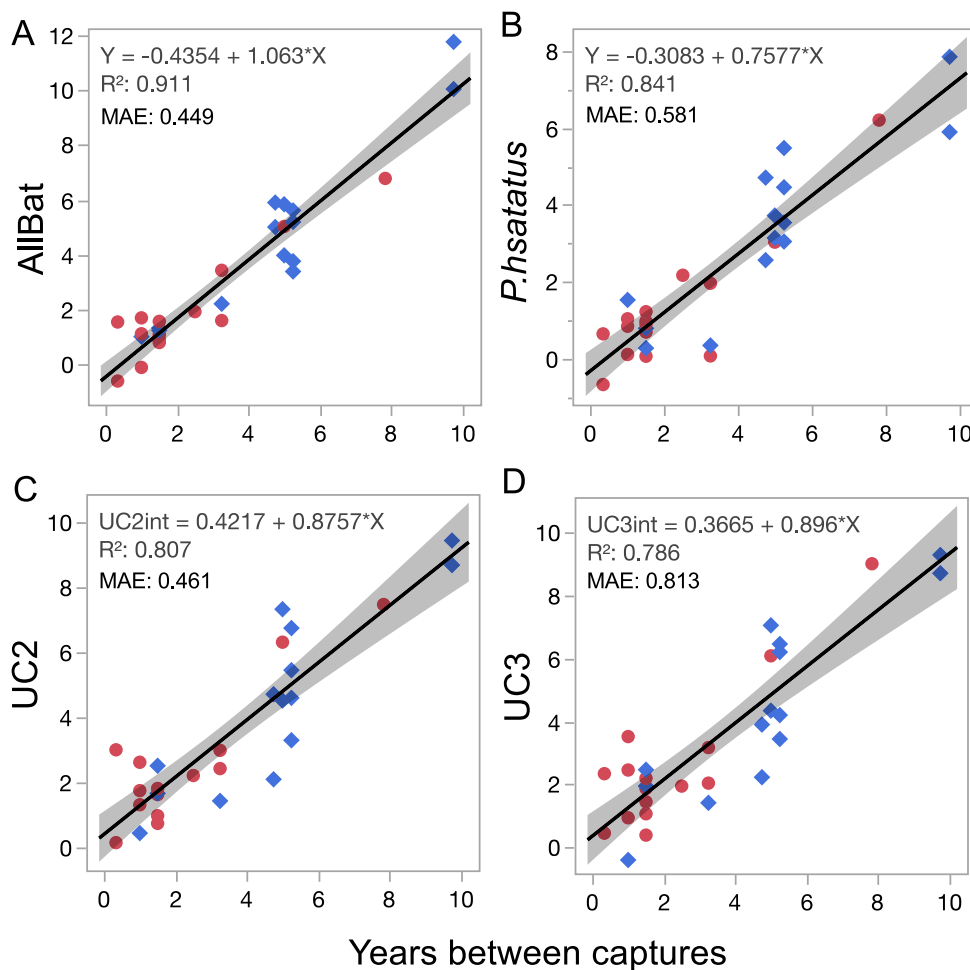 A
Y = -0.4354 + 1.063*X
R²: 0.911
MAE: 0.449
AllBat
12
10
8
6
4
2
0
0 2 4 6 8 10
B
Y = -0.3083 + 0.7577*X
R²: 0.841
MAE: 0.581
P.hsatatus
8
6
4
2
0
0 2 4 6 8 10
C
UC2int = 0.4217 + 0.8757*X
R²: 0.807
MAE: 0.461
UC2
10
8
6
4
2
0
0 2 4 6 8 10
D
UC3int = 0.3665 + 0.896*X
R²: 0.786
MAE: 0.813
UC3
10
8
6
4
2
0
0 2 4 6 8 10
Years between captures